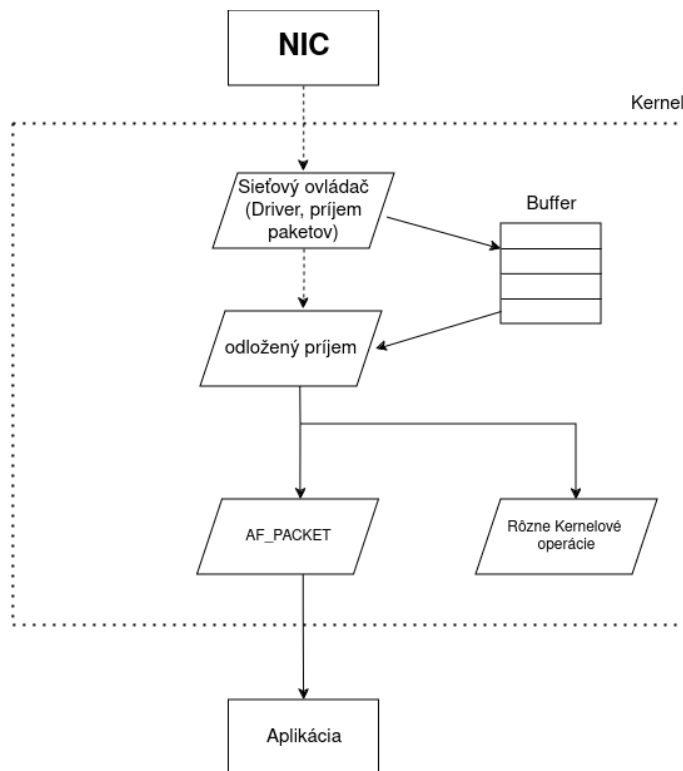 NIC
Kernel
Sieťový ovládač
(Driver, príjem
paketov)
Buffer
odložený príjem
AF_PACKET
Rôzne Kernelové
operácie
Aplikácia